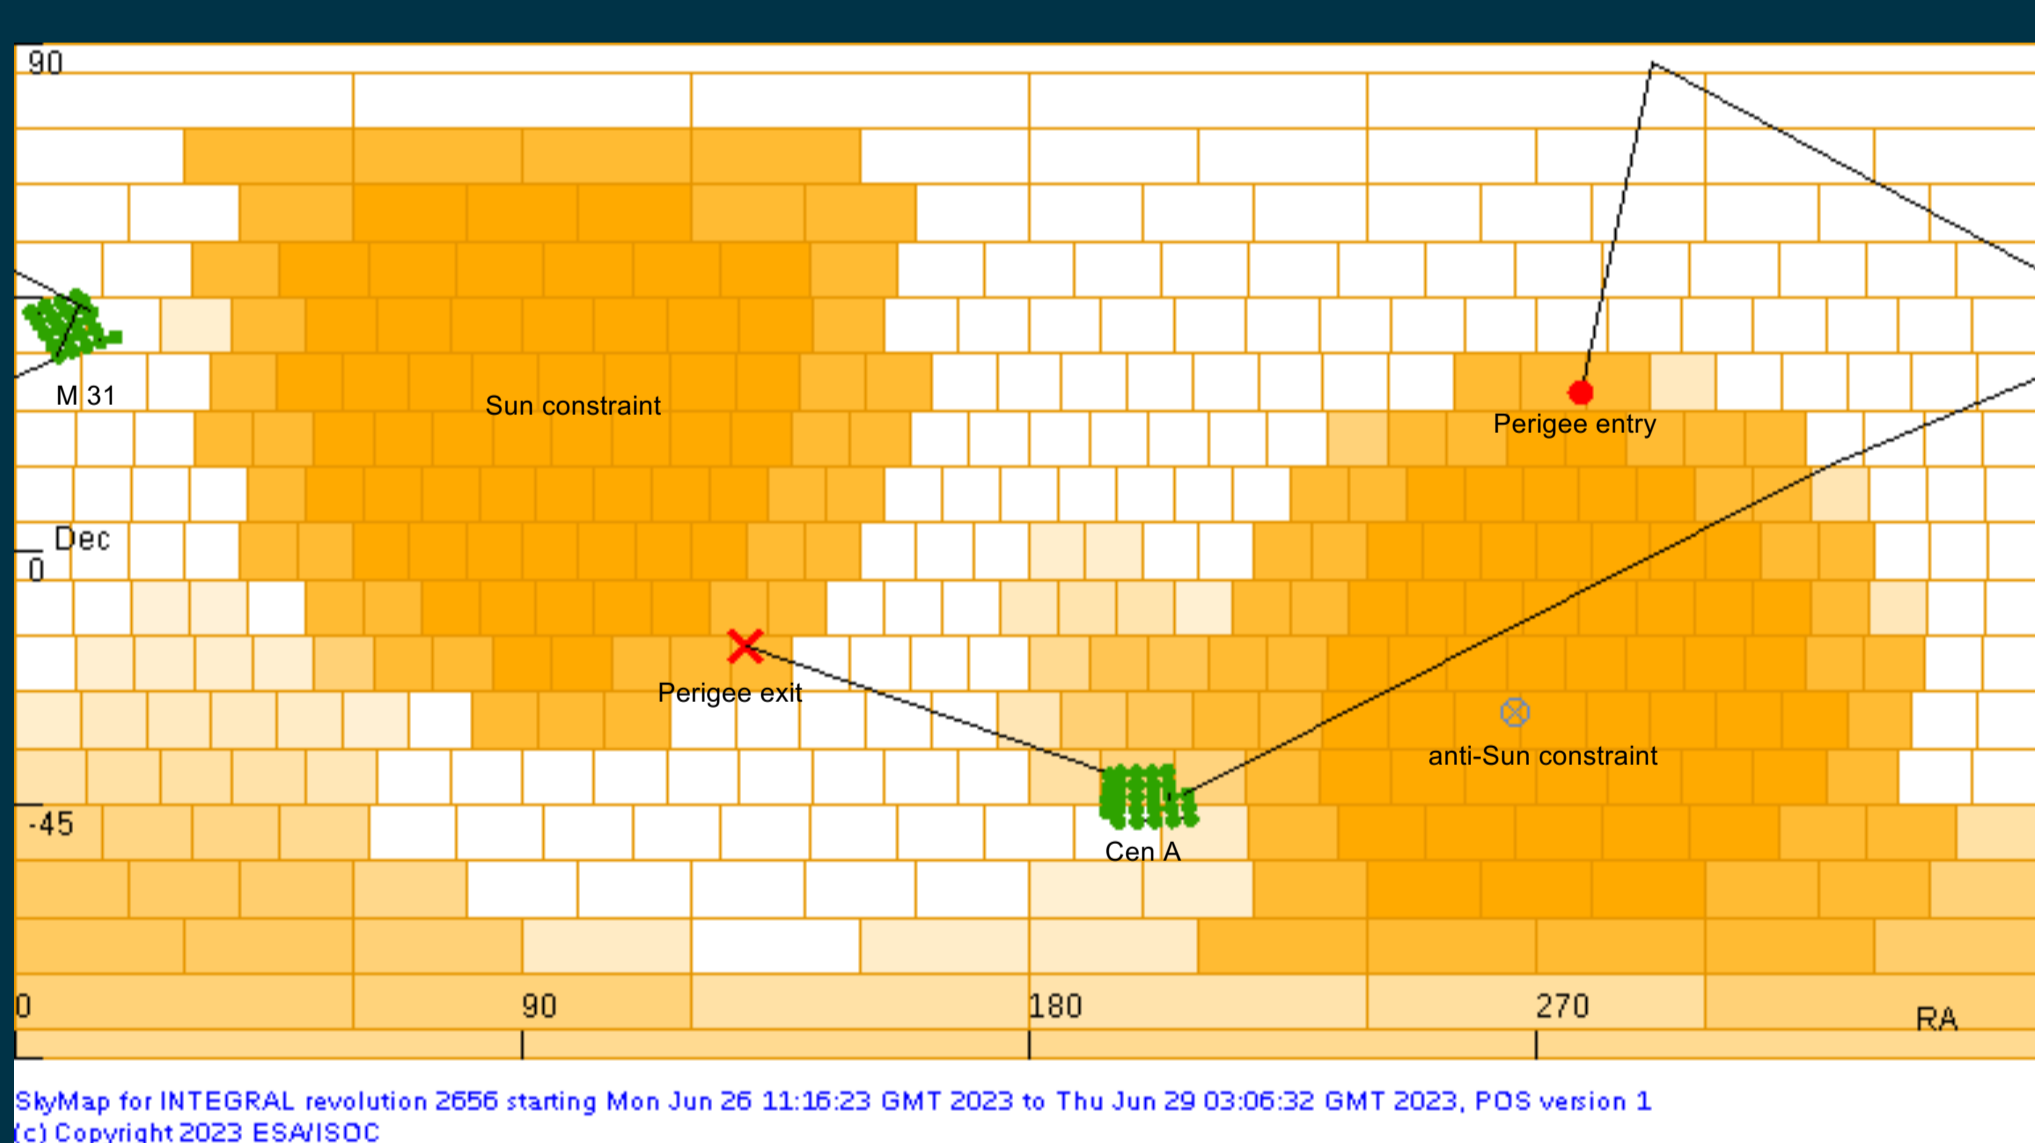 90
M 31
Sun constraint
Perigee entry
Dec
0
Perigee exit
anti-Sun constraint
-45
Cen A
0 90 180 270 RA
SkyMap for INTEGRAL revolution 2656 starting Mon Jun 26 11:16:23 GMT 2023 to Thu Jun 29 03:06:32 GMT 2023, POS version 1
(c) Copyright 2023 ESA/ISOC